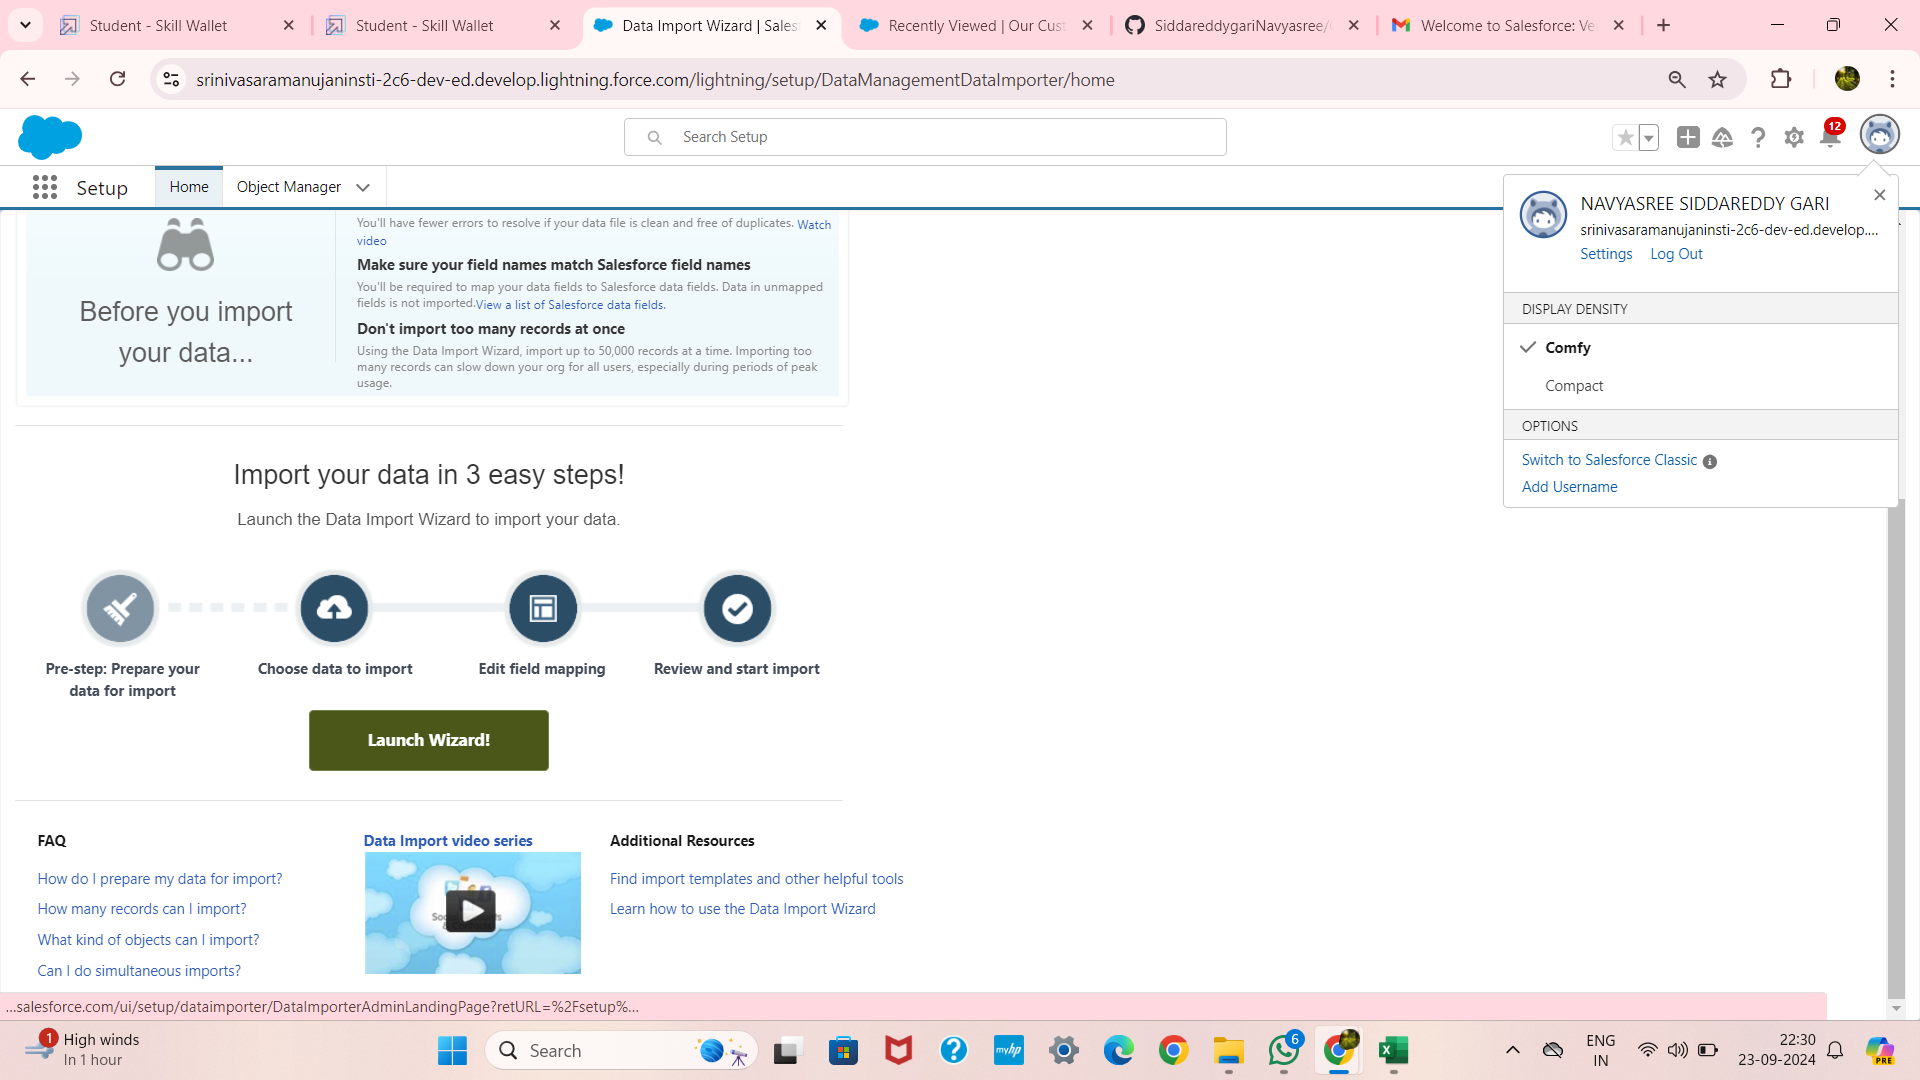 Student - Skill Wallet
Student - Skill Wallet
Data Import Wizard | Sales
Recently Viewed | Our Cust
SiddareddygariNavyasree/
Welcome to Salesforce: Ve
srinivasaramanujaninsti-2c6-dev-ed.develop.lightning.force.com/lightning/setup/DataManagementDataImporter/home
Search Setup
12
Setup
Home
Object Manager
NAVYASREE SIDDAREDDY GARI
srinivasaramanujaninsti-2c6-dev-ed.develop....
Settings
Log Out
DISPLAY DENSITY
Comfy
Compact
OPTIONS
Switch to Salesforce Classic
Add Username
Before you import
your data...
You'll have fewer errors to resolve if your data file is clean and free of duplicates. Watch
video
Make sure your field names match Salesforce field names
You'll be required to map your data fields to Salesforce data fields. Data in unmapped
fields is not imported.View a list of Salesforce data fields.
Don't import too many records at once
Using the Data Import Wizard, import up to 50,000 records at a time. Importing too
many records can slow down your org for all users, especially during periods of peak
usage.
Import your data in 3 easy steps!
Launch the Data Import Wizard to import your data.
Pre-step: Prepare your
data for import
Choose data to import
Edit field mapping
Review and start import
Launch Wizard!
FAQ
How do I prepare my data for import?
How many records can I import?
What kind of objects can I import?
Can I do simultaneous imports?
Data Import video series
Additional Resources
Find import templates and other helpful tools
Learn how to use the Data Import Wizard
...salesforce.com/ui/setup/dataimporter/DataImporterAdminLandingPage?retURL=%2Fsetup%...
1
High winds
In 1 hour
Search
myhp
6
ENG
IN
22:30
23-09-2024
PRE